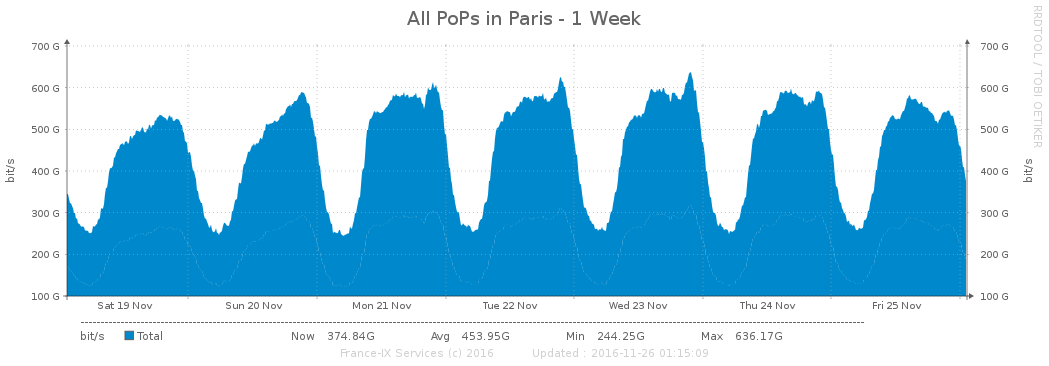 All PoPs in Paris - 1 Week
RRDTOOL / TOBI OETIKER
700 G 700 G
600 G 600 G
500 G 500 G
400 G 400 G
300 G 300 G
200 G 200 G
100 G 100 G
bit/s bit/s
Sat 19 Nov Sun 20 Nov Mon 21 Nov Tue 22 Nov Wed 23 Nov Thu 24 Nov Fri 25 Nov
bit/s Total Now 374.84G Avg 453.95G Min 244.25G Max 636.17G
France-IX Services (c) 2016 Updated : 2016-11-26 01:15:09